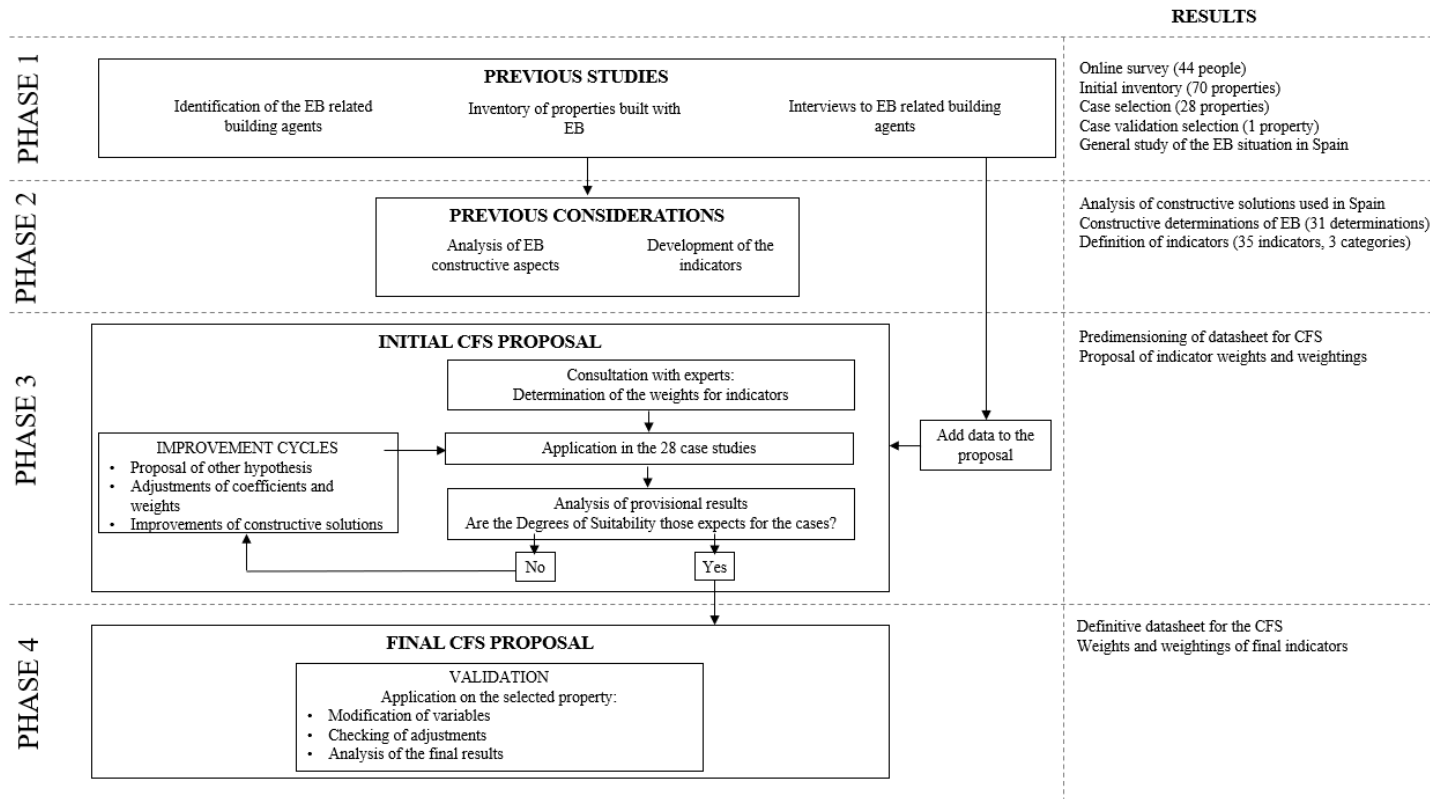 RESULTS
PHASE 1
PREVIOUS STUDIES
Identification of the EB related
building agents
Inventory of properties built with
EB
Interviews to EB related building
agents
Online survey (44 people)
Initial inventory (70 properties)
Case selection (28 properties)
Case validation selection (1 property)
General study of the EB situation in Spain
PHASE 2
PREVIOUS CONSIDERATIONS
Analysis of EB
constructive aspects
Development of the
indicators
Analysis of constructive solutions used in Spain
Constructive determinations of EB (31 determinations)
Definition of indicators (35 indicators, 3 categories)
PHASE 3
INITIAL CFS PROPOSAL
Consultation with experts:
Determination of the weights for indicators
Application in the 28 case studies
Analysis of provisional results
Are the Degrees of Suitability those expects for the cases?
No
Yes
IMPROVEMENT CYCLES
• Proposal of other hypothesis
• Adjustments of coefficients and
weights
• Improvements of constructive solutions
Add data to the
proposal
Predimensioning of datasheet for CFS
Proposal of indicator weights and weightings
PHASE 4
FINAL CFS PROPOSAL
VALIDATION
Application on the selected property:
• Modification of variables
• Checking of adjustments
• Analysis of the final results
Definitive datasheet for the CFS
Weights and weightings of final indicators